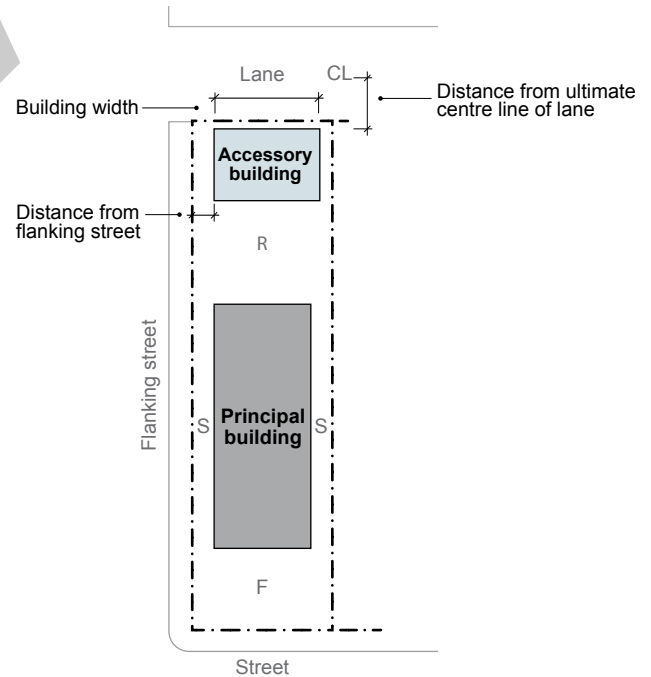 Lane
CL
Distance from ultimate
centre line of lane
Building width
Accessory
building
Distance from
flanking street
R
Flanking street
S
Principal
building
S
F
Street